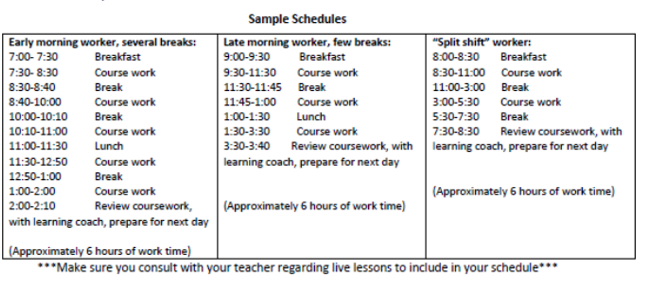 Sample Schedules
Early morning worker, several breaks:
7:00- 7:30 Breakfast
7:30- 8:30 Course work
8:30-8:40 Break
8:40-10:00 Course work
10:00-10:10 Break
10:10-11:00 Course work
11:00-11:30 Lunch
11:30-12:50 Course work
12:50-1:00 Break
1:00-2:00 Course work
2:00-2:10 Review coursework,
with learning coach, prepare for next day
(Approximately 6 hours of work time)
Late morning worker, few breaks:
9:00-9:30 Breakfast
9:30-11:30 Course work
11:30-11:45 Break
11:45-1:00 Course work
1:00-1:30 Lunch
1:30-3:30 Course work
3:30-3:40 Review coursework, with
learning coach, prepare for next day
(Approximately 6 hours of work time)
"Split shift" worker:
8:00-8:30 Breakfast
8:30-11:00 Course work
11:00-3:00 Break
3:00-5:30 Course work
5:30-7:30 Break
7:30-8:30 Review coursework, with
learning coach, prepare for next day
(Approximately 6 hours of work time)
***Make sure you consult with your teacher regarding live lessons to include in your schedule***